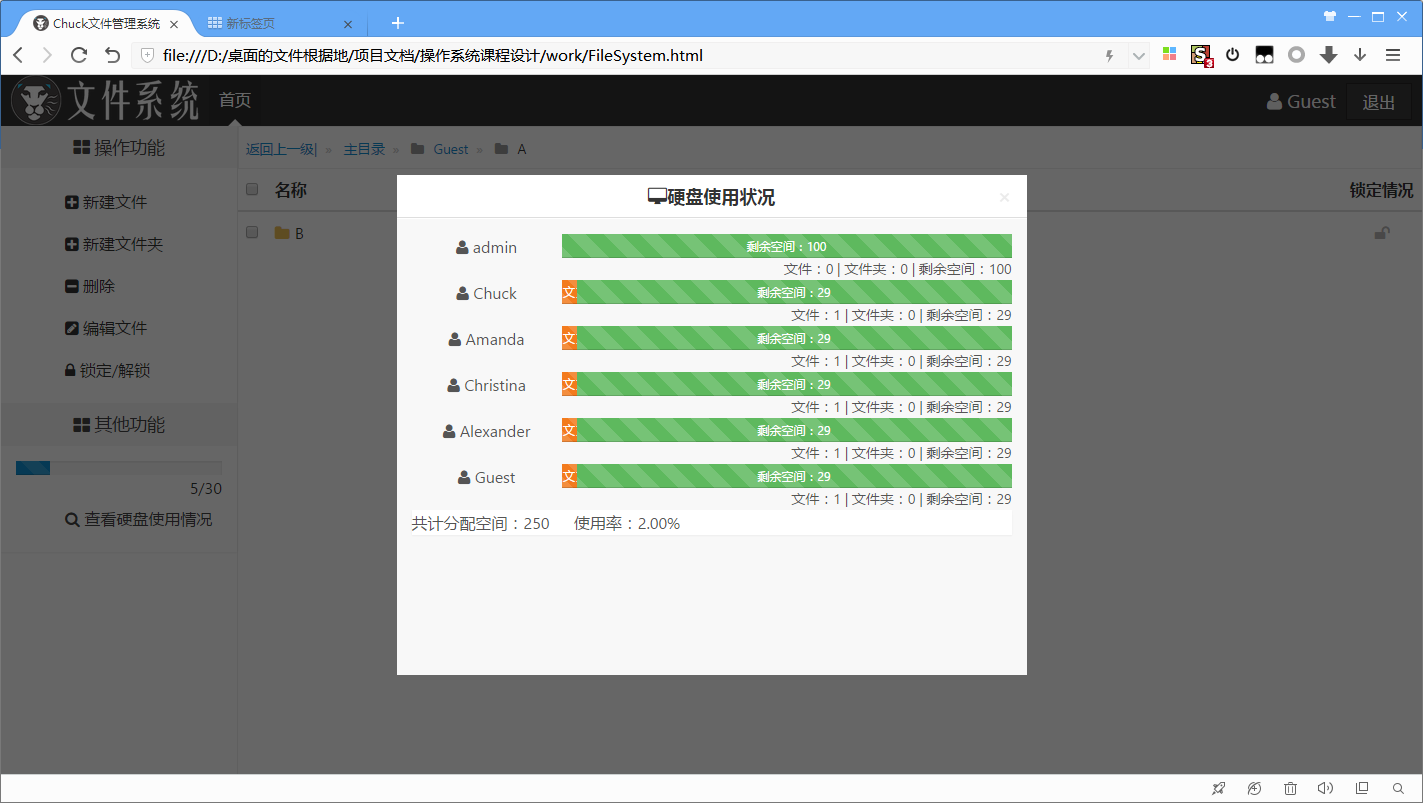 Chuck文件管理系统
新标签页
file:///D:/桌面的文件根据地/项目文档/操作系统课程设计/work/FileSystem.html
S 3
文件系统 首页 Guest 退出
操作功能
返回上一级| » 主目录 » Guest » A
名称 锁定情况
新建文件
新建文件夹
删除
编辑文件
锁定/解锁
其他功能
5/30
查看硬盘使用情况
B
硬盘使用状况 ×
admin 剩余空间：100
文件：0 | 文件夹：0 | 剩余空间：100
Chuck 文 剩余空间：29
文件：1 | 文件夹：0 | 剩余空间：29
Amanda 文 剩余空间：29
文件：1 | 文件夹：0 | 剩余空间：29
Christina 文 剩余空间：29
文件：1 | 文件夹：0 | 剩余空间：29
Alexander 文 剩余空间：29
文件：1 | 文件夹：0 | 剩余空间：29
Guest 文 剩余空间：29
文件：1 | 文件夹：0 | 剩余空间：29
共计分配空间：250 使用率：2.00%